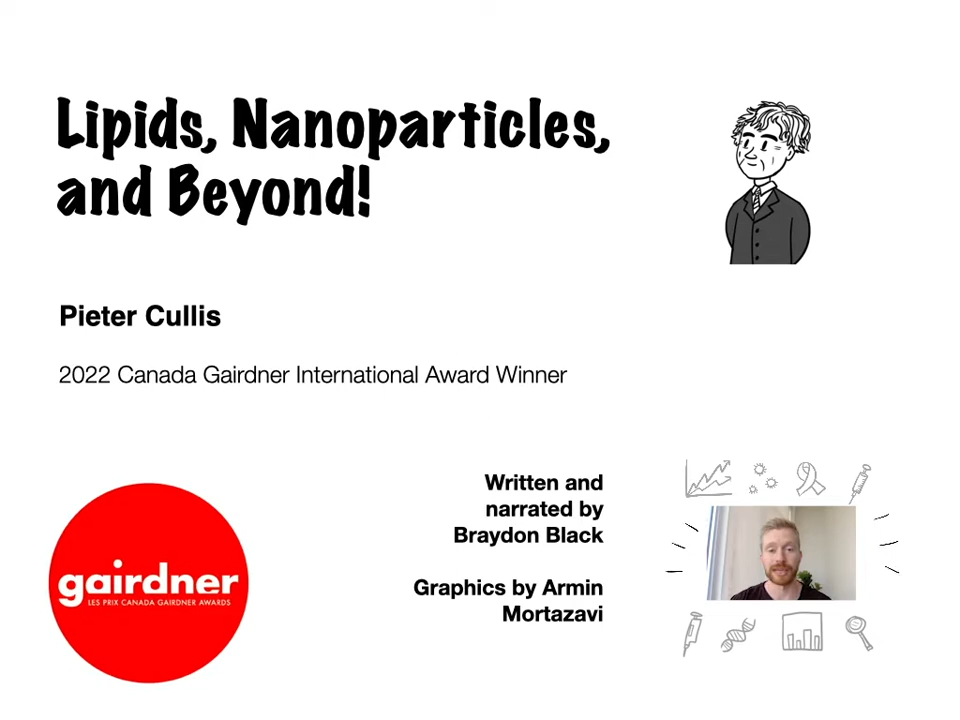 Lipids, Nanoparticles,
and Beyond!
Pieter Cullis
2022 Canada Gairdner International Award Winner
Written and
narrated by
Braydon Black
Graphics by Armin
Mortazavi
gairdner
LES PRIX CANADA GAIRDNER AWARDS